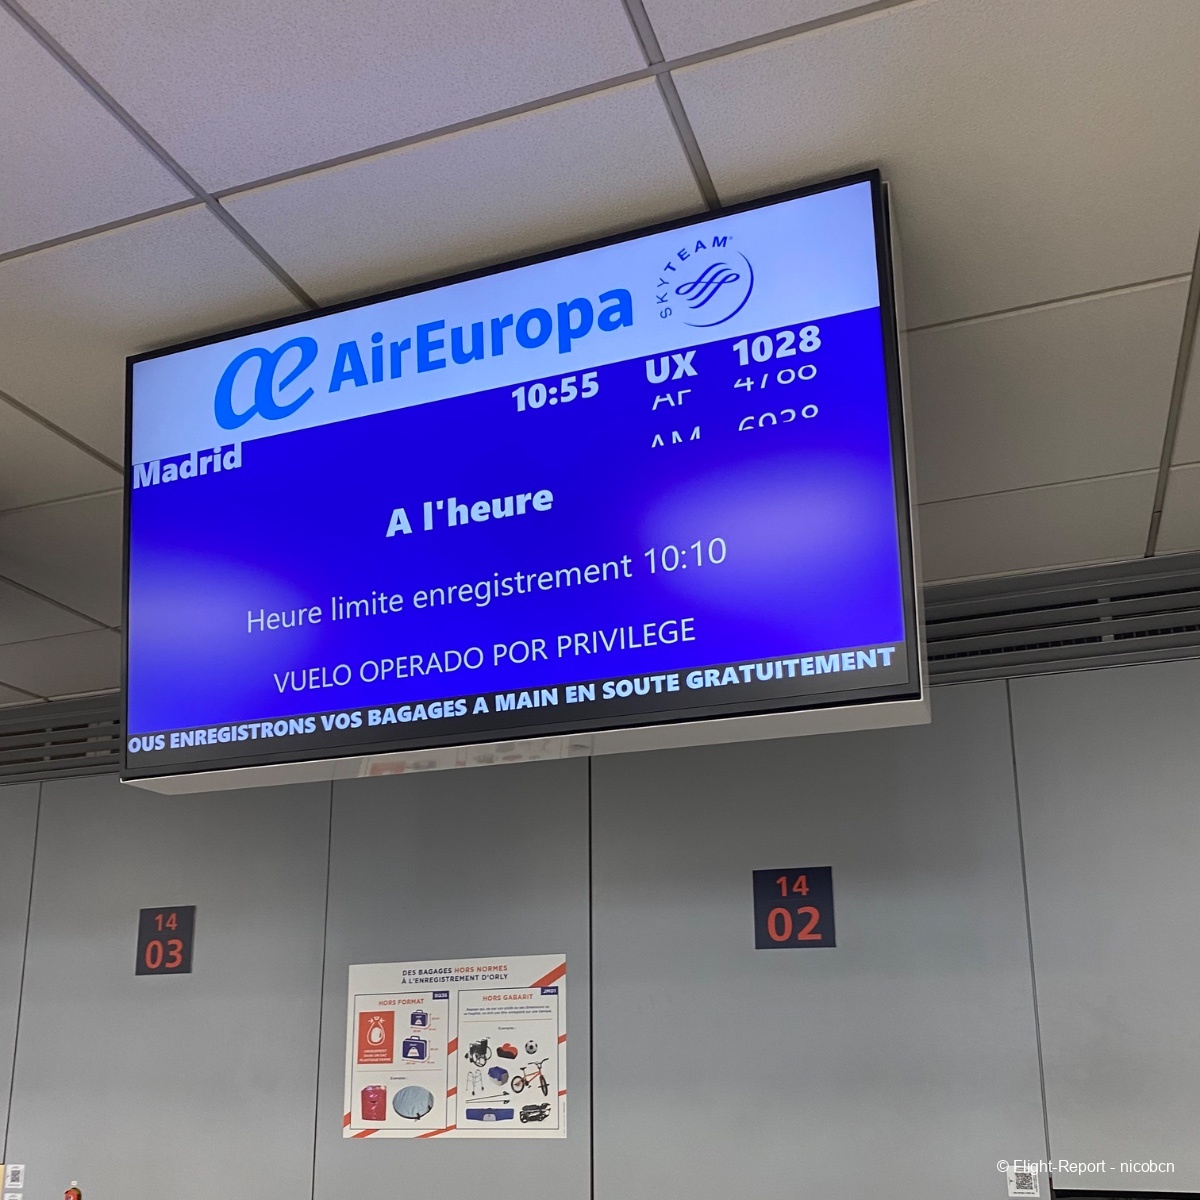 AirEuropa
SKYTEAM
10:55 UX 1028
Madrid
A l'heure
Heure limite enregistrement 10:10
VUELO OPERADO POR PRIVILEGE
OUS ENREGISTRONS VOS BAGAGES A MAIN EN SOUTE GRATUITEMENT
14
03
14
02
DES BAGAGES HORS NORMES
À L'ENREGISTREMENT D'ORLY
HORS FORMAT
HORS GABARIT
© Flight-Report - nicobcn